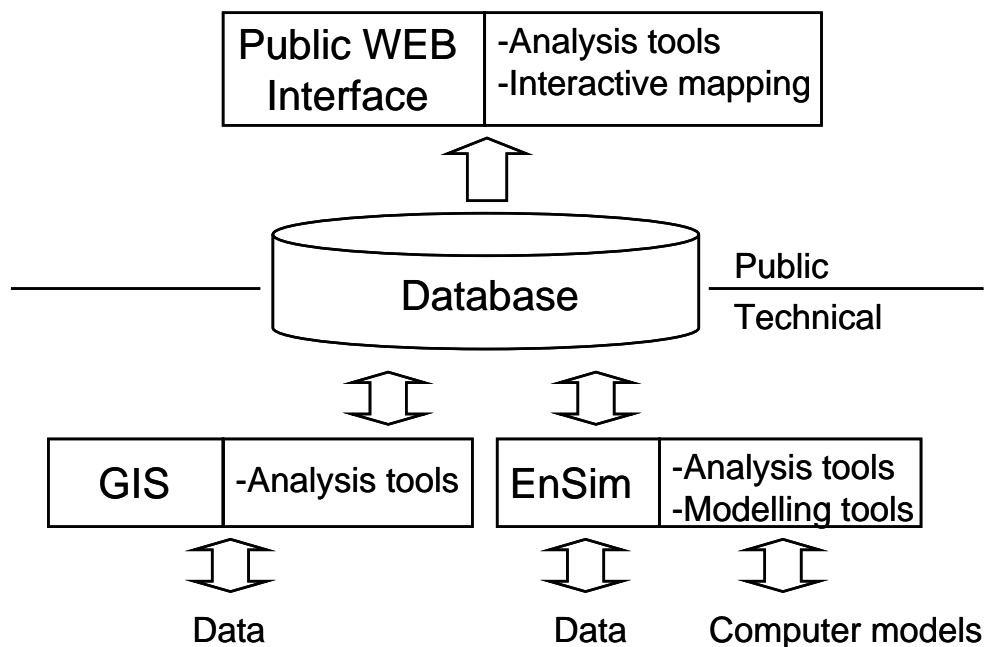 Public WEB
Interface
-Analysis tools
-Interactive mapping
Database
Public
Technical
GIS
-Analysis tools
EnSim
-Analysis tools
-Modelling tools
Data
Data
Computer models